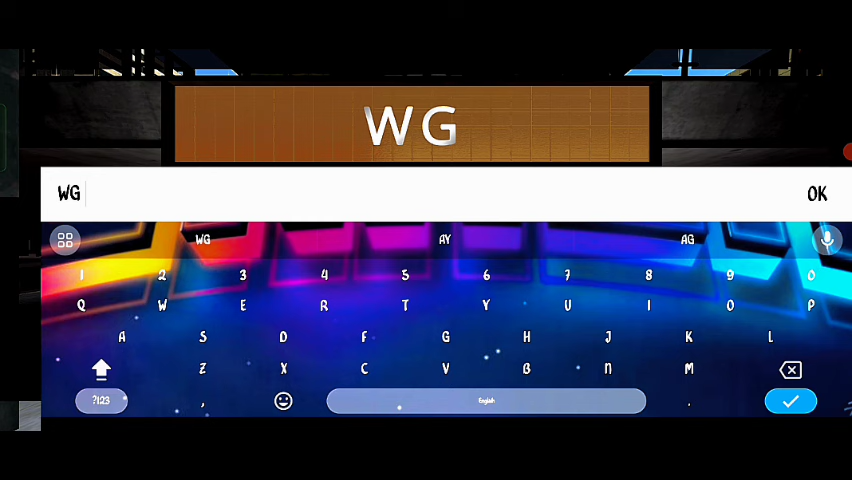 WG
WG OK
WG AY AG
1 2 3 4 5 6 7 8 9 0
Q W E R T Y U I O P
A S D F G H J K L
Z X C V B N M
?123 , English .